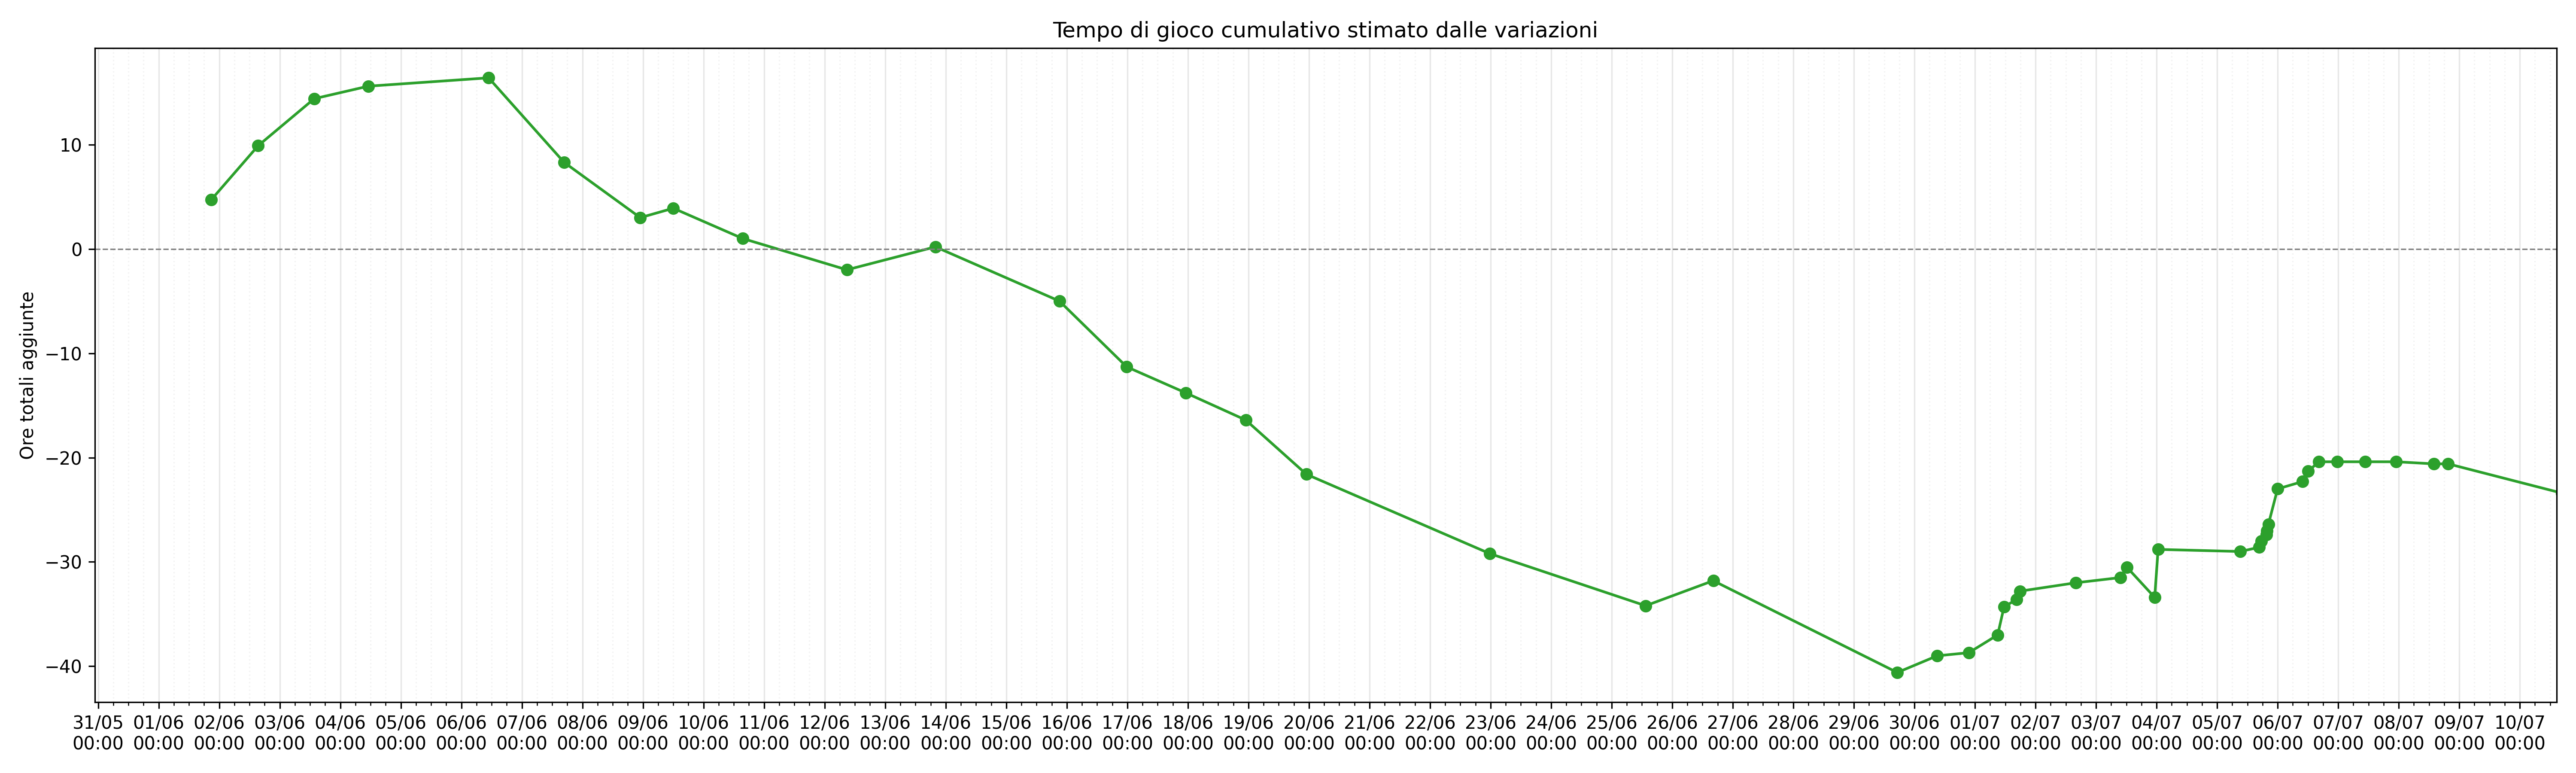 Tempo di gioco cumulativo stimato dalle variazioni
Ore totali aggiunte
10
0
−10
−20
−30
−40
31/05 01/06 02/06 03/06 04/06 05/06 06/06 07/06 08/06 09/06 10/06 11/06 12/06 13/06 14/06 15/06 16/06 17/06 18/06 19/06 20/06 21/06 22/06 23/06 24/06 25/06 26/06 27/06 28/06 29/06 30/06 01/07 02/07 03/07 04/07 05/07 06/07 07/07 08/07 09/07 10/07
00:00 00:00 00:00 00:00 00:00 00:00 00:00 00:00 00:00 00:00 00:00 00:00 00:00 00:00 00:00 00:00 00:00 00:00 00:00 00:00 00:00 00:00 00:00 00:00 00:00 00:00 00:00 00:00 00:00 00:00 00:00 00:00 00:00 00:00 00:00 00:00 00:00 00:00 00:00 00:00 00:00